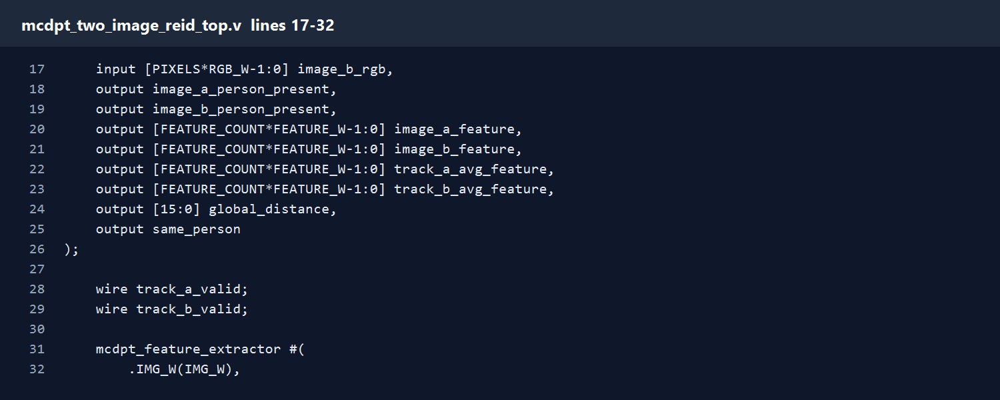 mcdpt_two_image_reid_top.v lines 17-32
17 input [PIXELS*RGB_W-1:0] image_b_rgb,
18 output image_a_person_present,
19 output image_b_person_present,
20 output [FEATURE_COUNT*FEATURE_W-1:0] image_a_feature,
21 output [FEATURE_COUNT*FEATURE_W-1:0] image_b_feature,
22 output [FEATURE_COUNT*FEATURE_W-1:0] track_a_avg_feature,
23 output [FEATURE_COUNT*FEATURE_W-1:0] track_b_avg_feature,
24 output [15:0] global_distance,
25 output same_person
26 );
27
28 wire track_a_valid;
29 wire track_b_valid;
30
31 mcdpt_feature_extractor #(
32 .IMG_W(IMG_W),